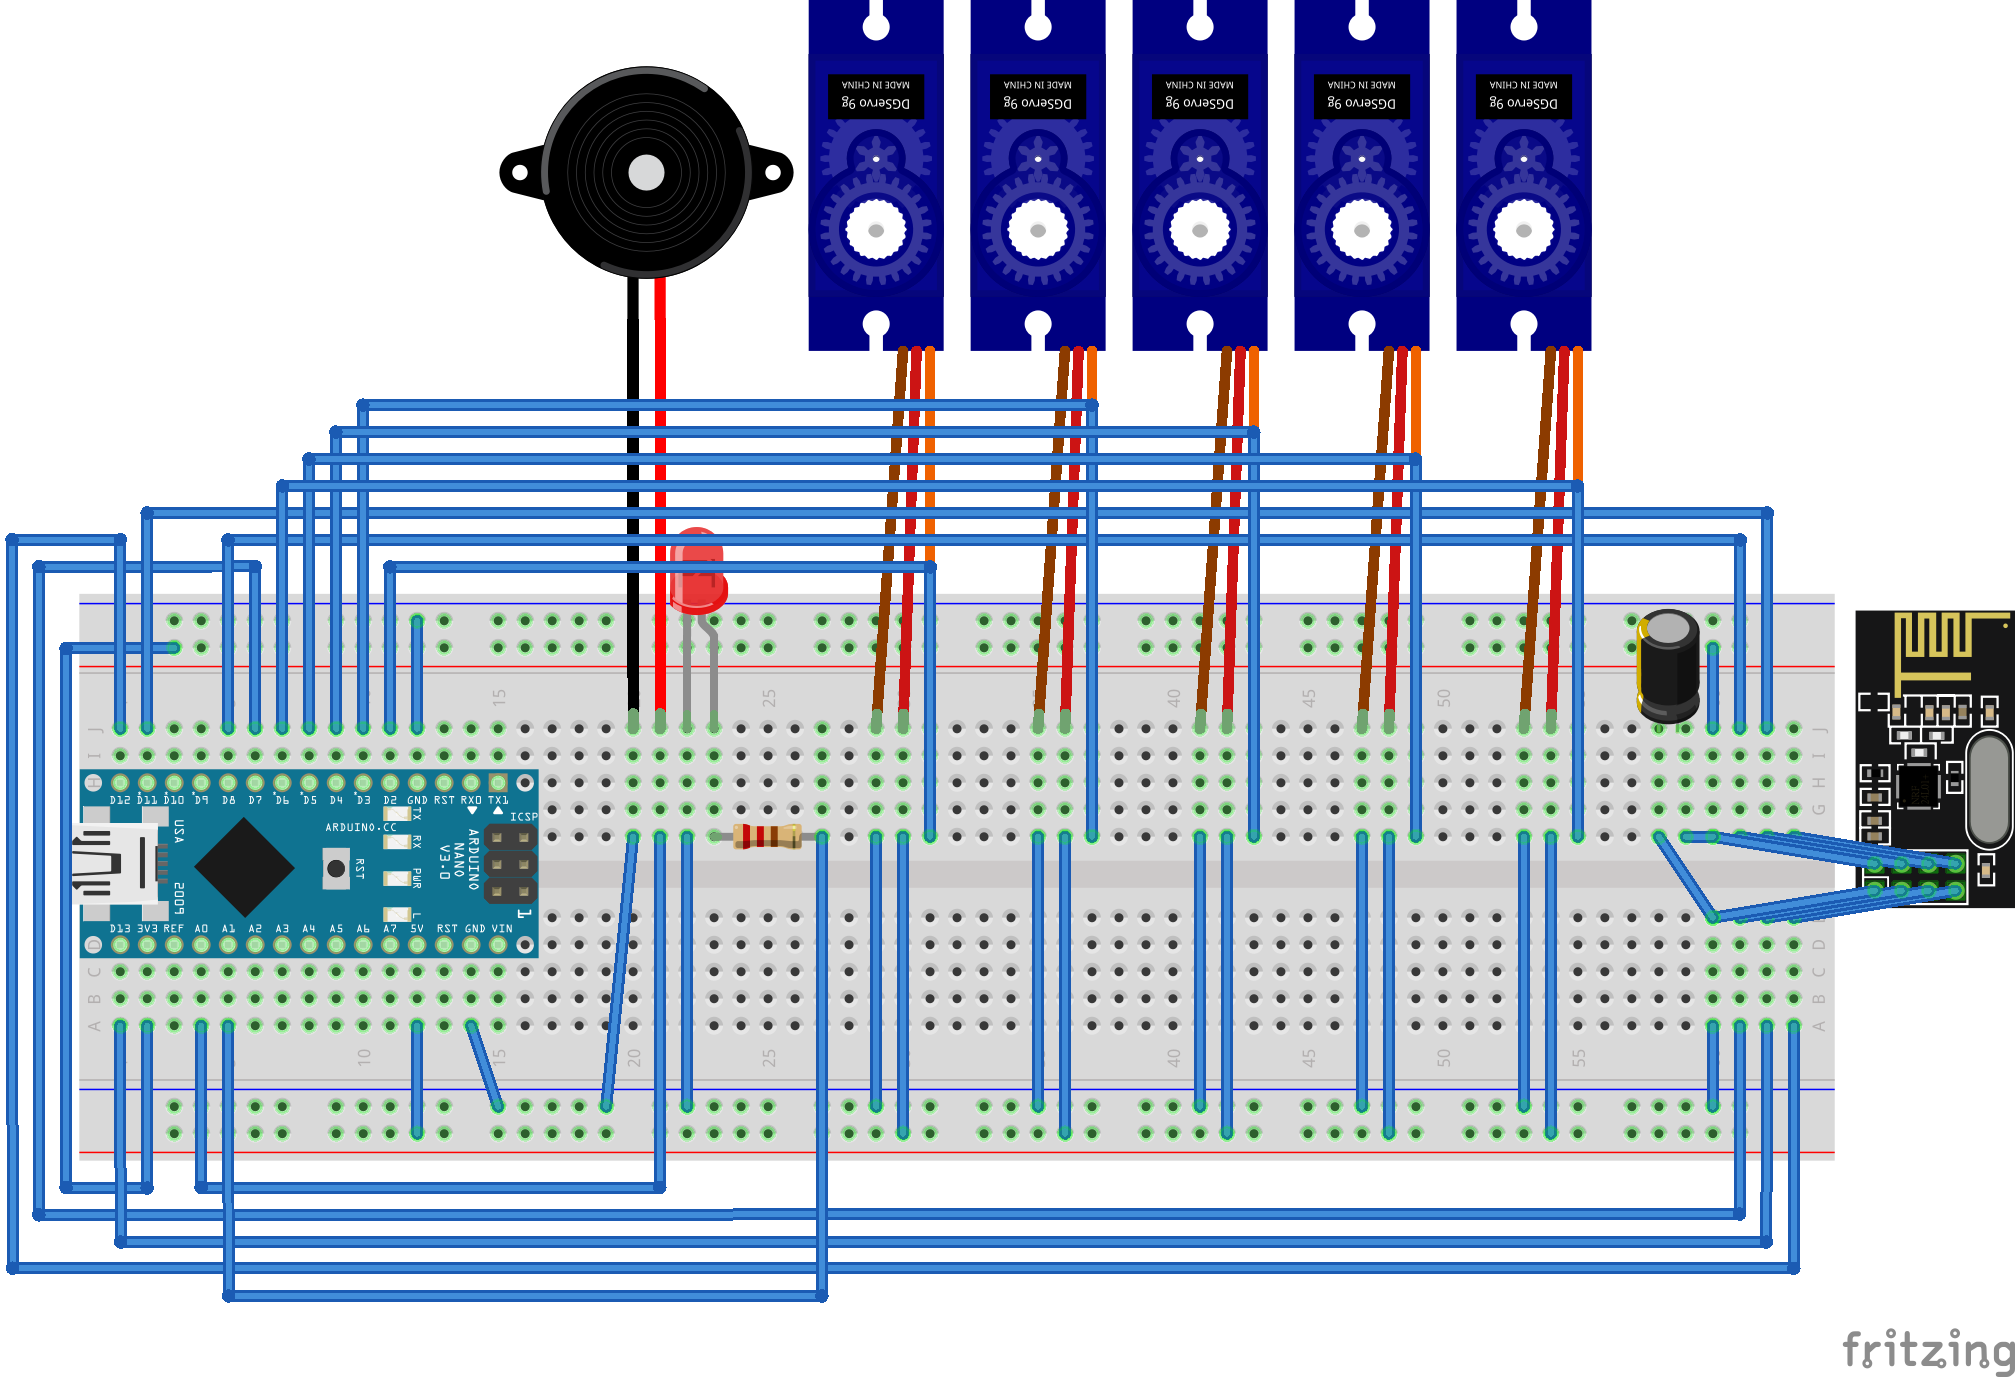 MADE IN CHINA
DGServo 9g
MADE IN CHINA
DGServo 9g
MADE IN CHINA
DGServo 9g
MADE IN CHINA
DGServo 9g
MADE IN CHINA
DGServo 9g
15
25
40
45
50
J
J
I
I
H
H
G
G
D12 D11 D10 D9 D8 D7 D6 D5 D4 D3 D2 GND RST RX0 TX1
USA
ARDUINO.CC
TX
RX
PWR
L
RST
ICSP
ARDUINO
NANO
V3.0
2009
1
D13 3V3 REF A0 A1 A2 A3 A4 A5 A6 A7 5V RST GND VIN
D
D
C
C
B
B
A
A
10
15
20
25
40
45
50
55
fritzing